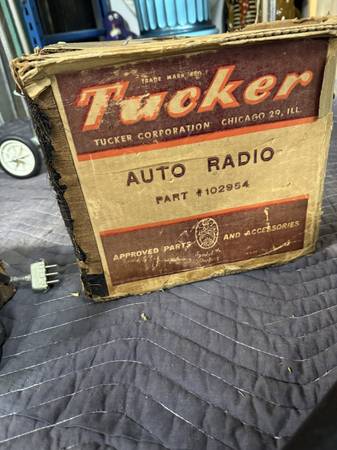 TRADE MARK REG.
Tucker
TUCKER CORPORATION CHICAGO 29, ILL.
AUTO RADIO
PART #102954
APPROVED PARTS AND ACCESSORIES